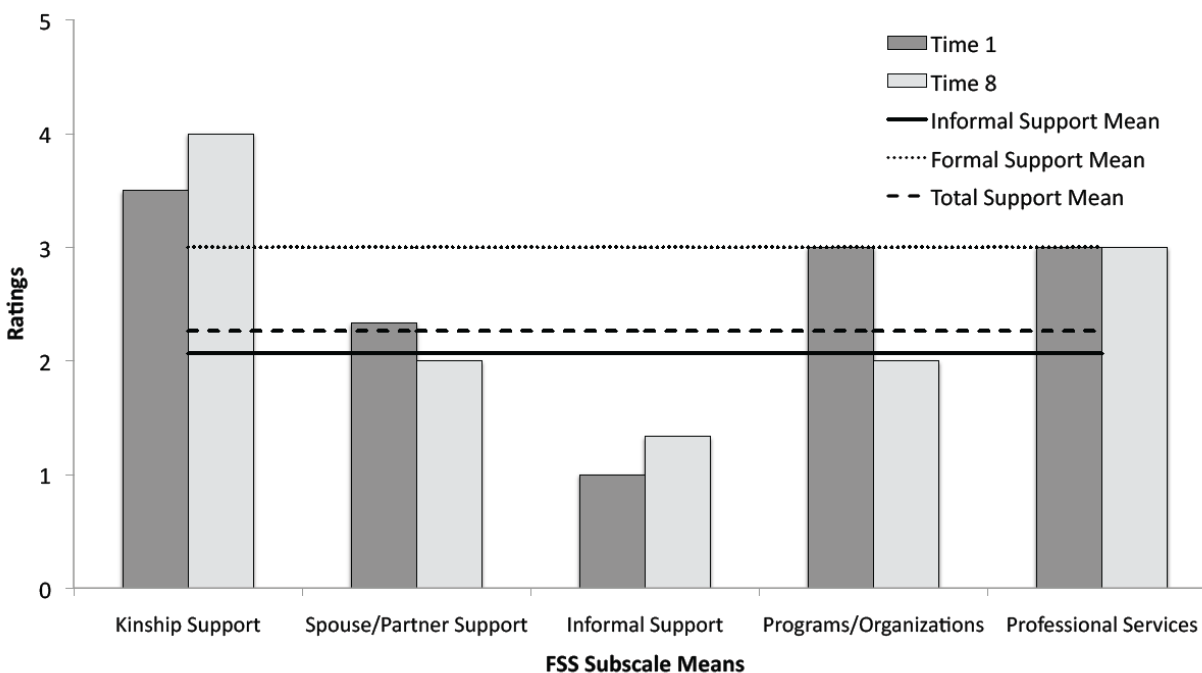 5
4
3
2
1
0
Ratings
Time 1
Time 8
Informal Support Mean
Formal Support Mean
Total Support Mean
Kinship Support
Spouse/Partner Support
Informal Support
Programs/Organizations
Professional Services
FSS Subscale Means